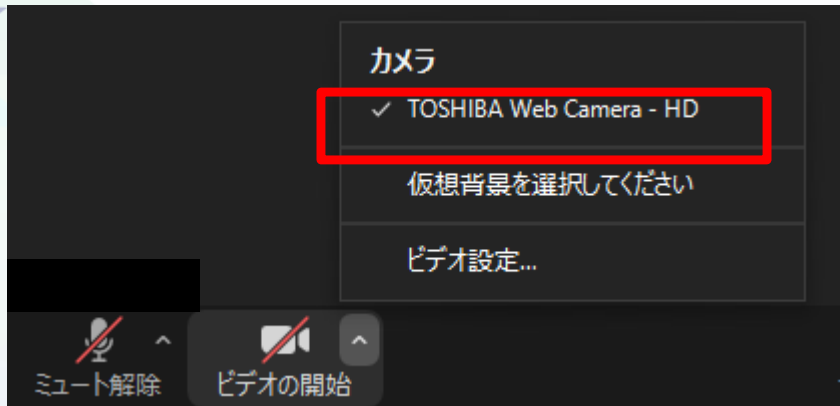 カメラ
TOSHIBA Web Camera - HD
仮想背景を選択してください
ビデオ設定...
ミュート解除
ビデオの開始